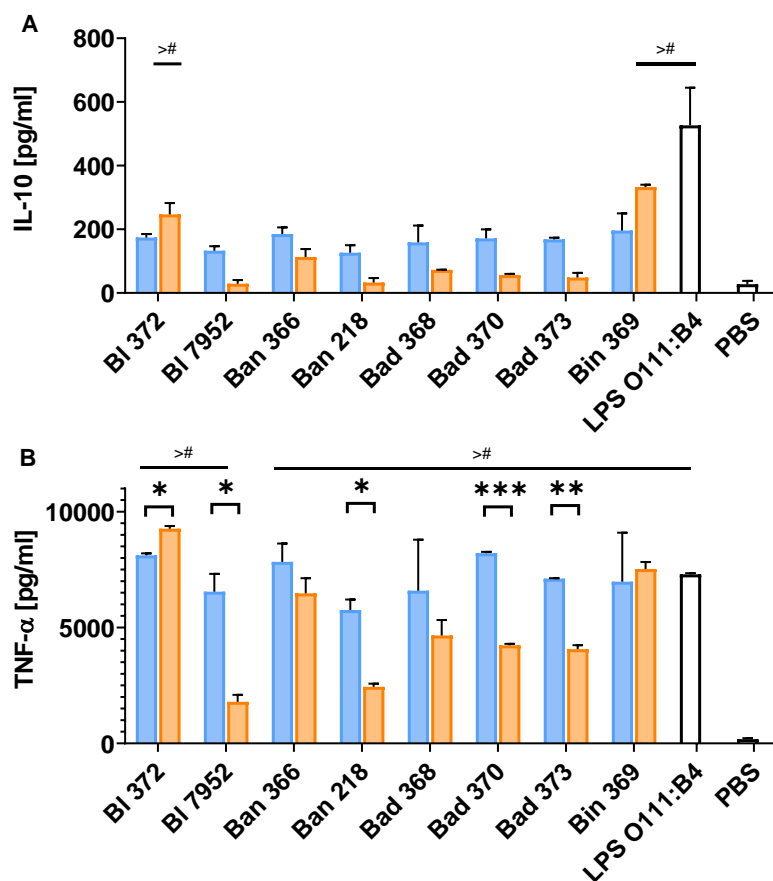 A
IL-10 [pg/ml]
800
600
400
200
0
># >#
Bl 372 Bl 7952 Ban 366 Ban 218 Bad 368 Bad 370 Bad 373 Bin 369 LPS O111:B4 PBS
B
TNF-α [pg/ml]
10000
5000
0
># >#
* * * *** **
Bl 372 Bl 7952 Ban 366 Ban 218 Bad 368 Bad 370 Bad 373 Bin 369 LPS O111:B4 PBS